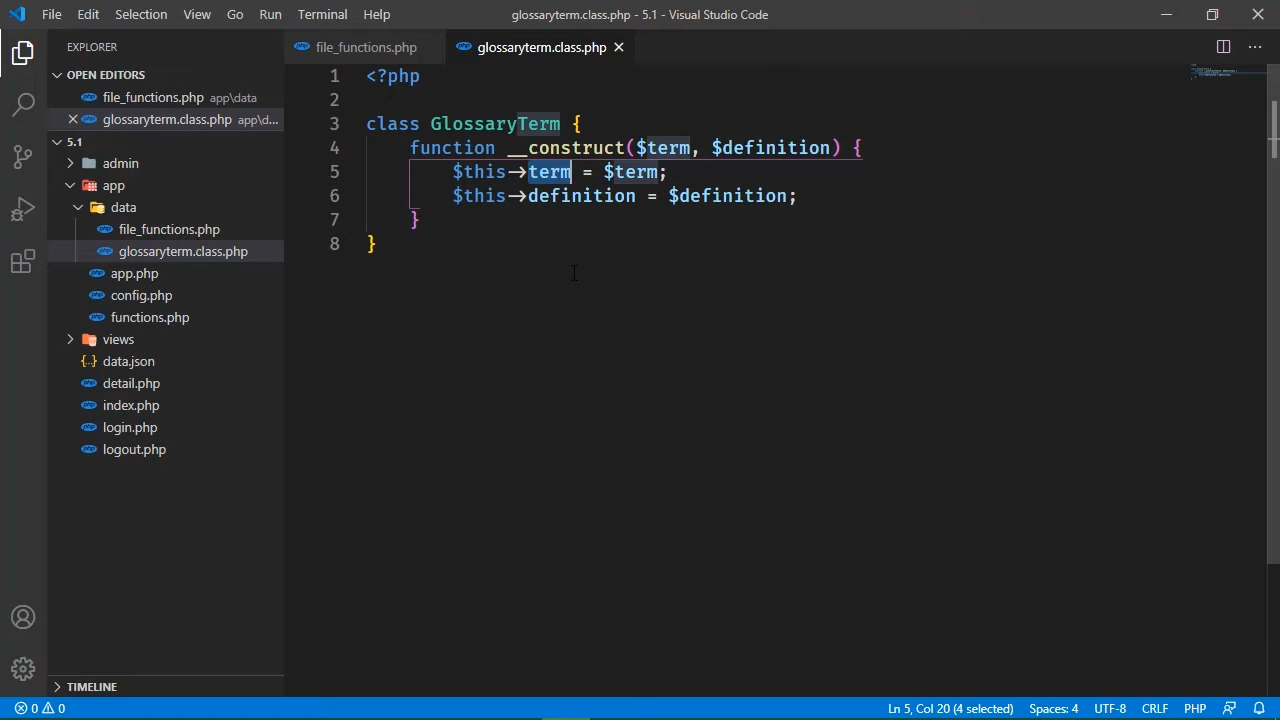 File Edit Selection View Go Run Terminal Help glossaryterm.class.php - 5.1 - Visual Studio Code
EXPLORER
OPEN EDITORS
file_functions.php app\data
glossaryterm.class.php app\d...
5.1
admin
app
data
file_functions.php
glossaryterm.class.php
app.php
config.php
functions.php
views
data.json
detail.php
index.php
login.php
logout.php
TIMELINE
file_functions.php glossaryterm.class.php
1 <?php
2
3 class GlossaryTerm {
4 function __construct($term, $definition) {
5 $this->term = $term;
6 $this->definition = $definition;
7 }
8 }
0 0 Ln 5, Col 20 (4 selected) Spaces: 4 UTF-8 CRLF PHP